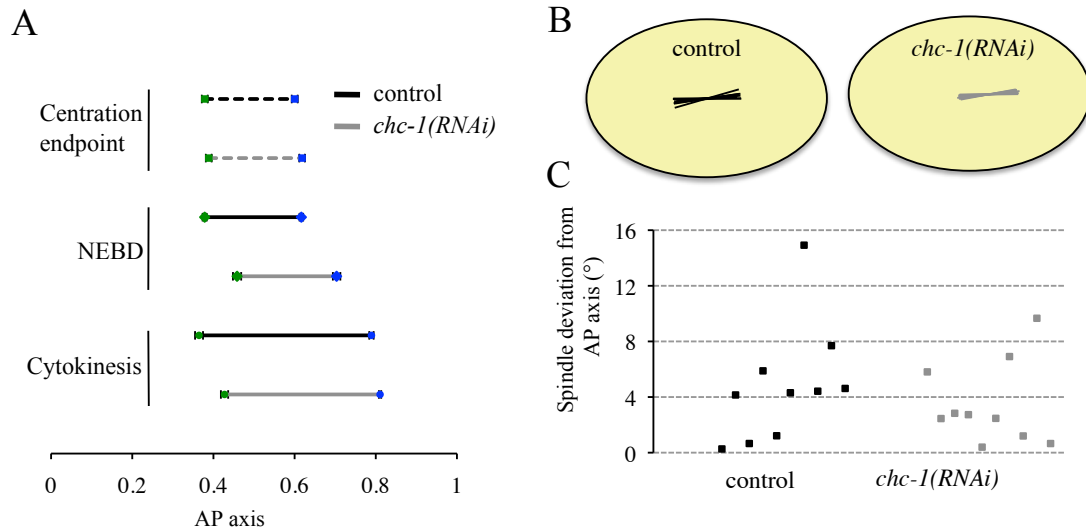 A
Centration
endpoint
control
chc-1(RNAi)
NEBD
Cytokinesis
0 0.2 0.4 0.6 0.8 1
AP axis
B
control
chc-1(RNAi)
C
Spindle deviation from
AP axis (°)
16
12
8
4
0
control
chc-1(RNAi)